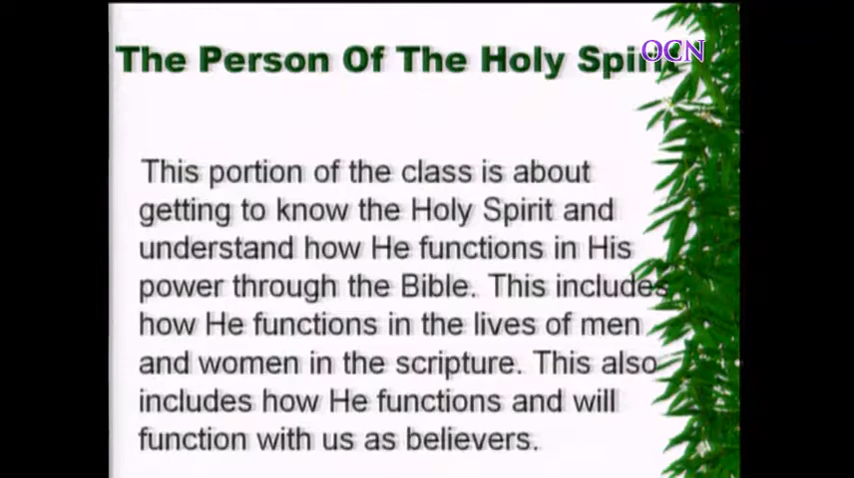 The Person Of The Holy Spirit
OCN
This portion of the class is about
getting to know the Holy Spirit and
understand how He functions in His
power through the Bible. This includes
how He functions in the lives of men
and women in the scripture. This also
includes how He functions and will
function with us as believers.